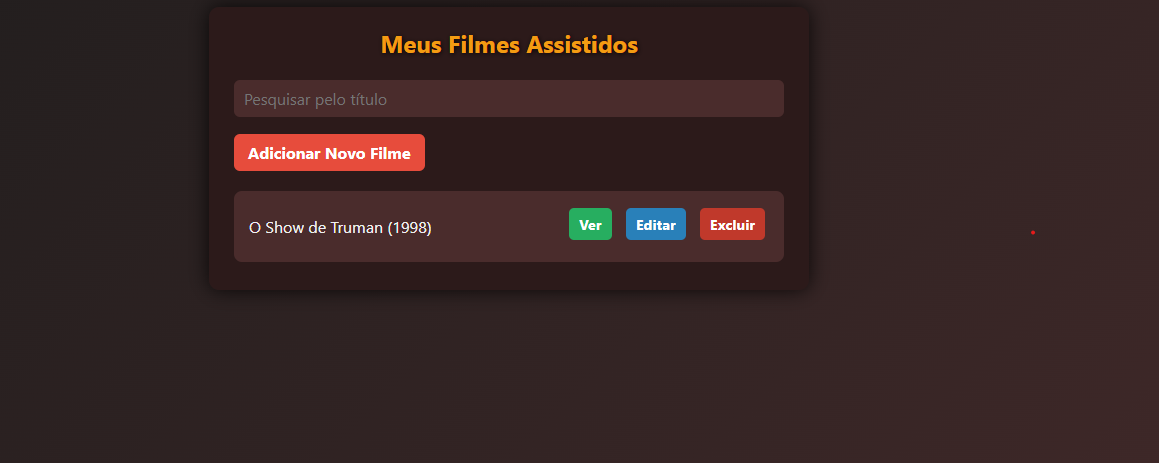 Meus Filmes Assistidos
Pesquisar pelo título
Adicionar Novo Filme
O Show de Truman (1998) Ver Editar Excluir